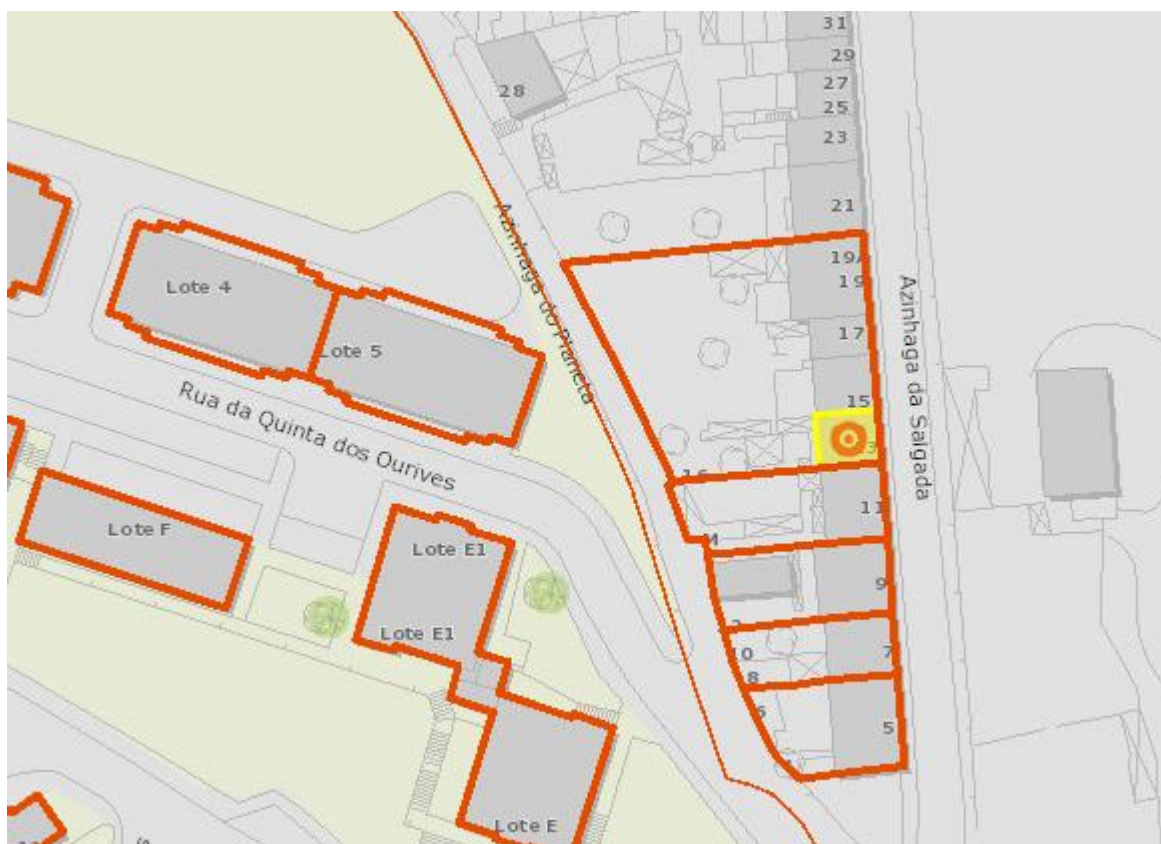 31
29
27
28
25
23
21
19A
19
Lote 4
17
Lote 5
Azinhaga do Planeta
Azinhaga da Salgada
15
Rua da Quinta dos Ourives
16
11
Lote F
Lote E1
9
Lote E1
10
7
8
6
5
Lote E